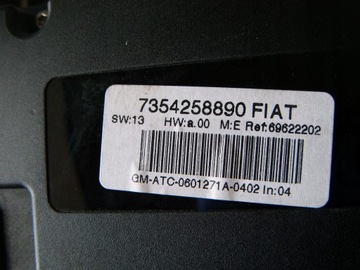 7354258890 FIAT
SW:13 HW:a.00 M:E Ref:69622202
GM-ATC-0601271A-0402 In:04